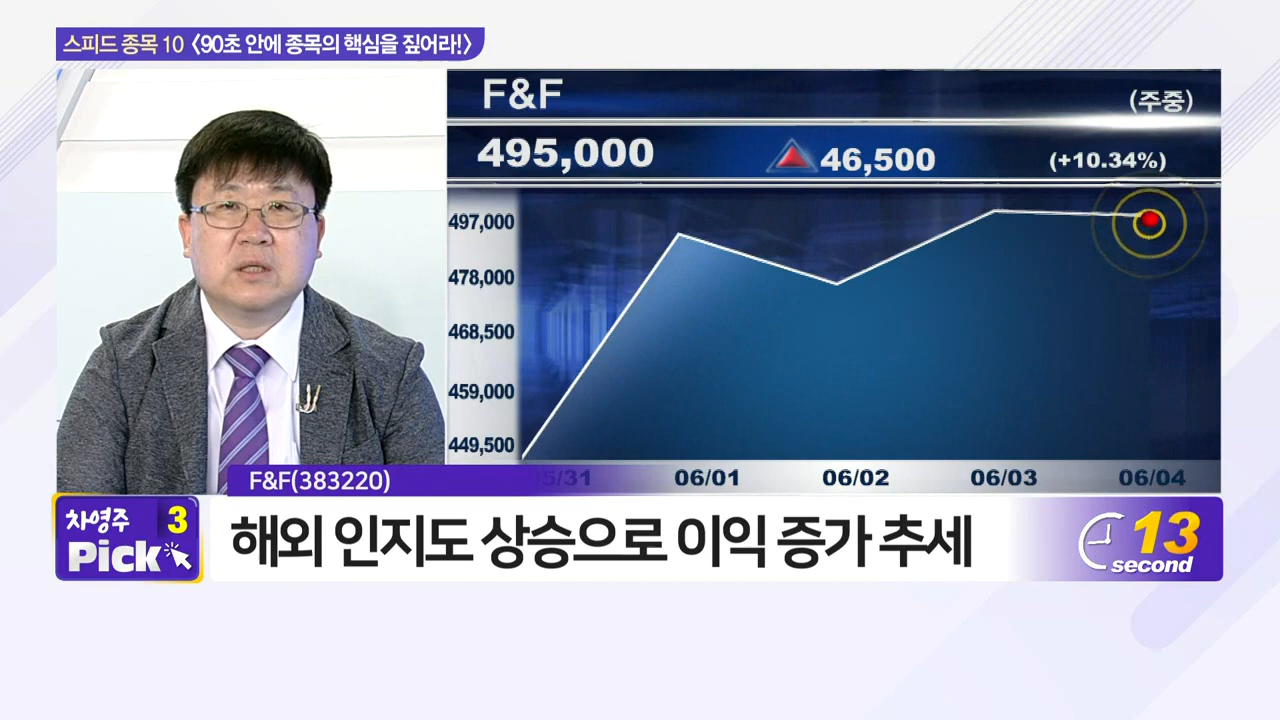 스피드 종목 10 <90초 안에 종목의 핵심을 짚어라!>
F&F
(주중)
495,000 ▲ 46,500 (+10.34%)
497,000
478,000
468,500
459,000
449,500
05/31 06/01 06/02 06/03 06/04
F&F(383220)
차영주 3
Pick
해외 인지도 상승으로 이익 증가 추세
13
second